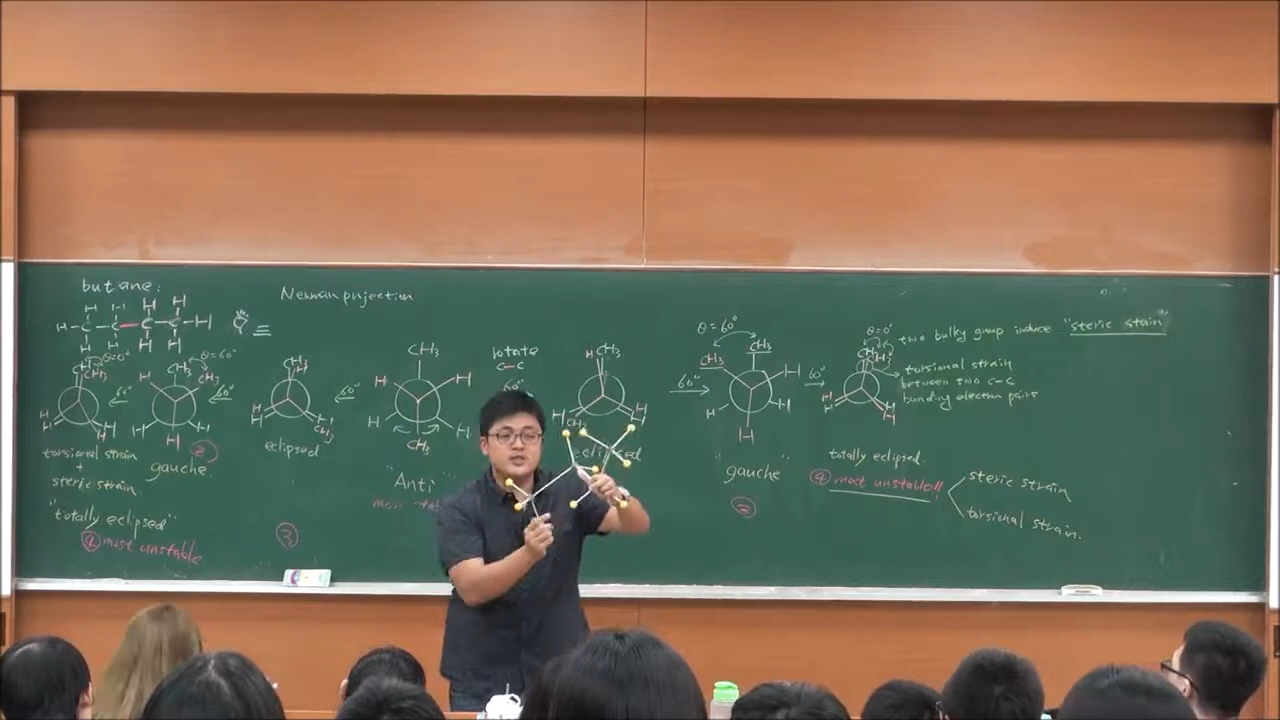 butane:
H H H H
H-C-C-C-C-H
H H H H
Newman projection
CH3
CH3
θ=0°
H
H
H
H
60°
CH3
θ=60°
CH3
H
H
H
H
60°
CH3
H
H
H
H
CH3
60°
CH3
H
H
H
H
CH3
rotate
C-C
60°
CH3
H
H
H
H
CH3
60°
θ=60°
CH3
CH3
H
H
H
H
60°
θ=0°
CH3
H
H
H
H
two bulky group induce "steric stain"
torsional strain
between two C-C
bonding electron pairs
torsional strain
+
steric strain
"totally eclipsed"
④ most unstable
gauche
②
eclipsed
③
"Anti"
eclipsed
"gauche"
②
totally eclipsed.
④ most unstable!!
steric strain
torsional strain.